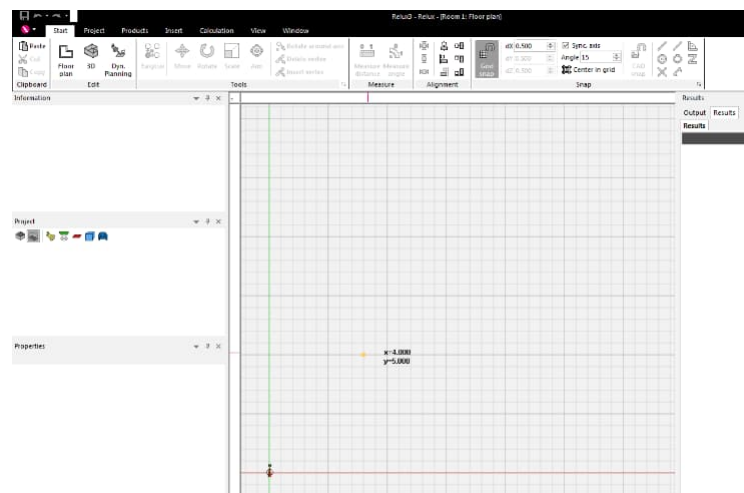 Relux3 - Relux - [Room 1: Floor plan]
Start Project Products Insert Calculation View Window
Paste
Cut
Copy
Floor plan
3D
Dyn. Planning
Move Rotate Scale
Rotate around axis
Delete vertex
Insert vertex
Measure distance
Measure angle
Grid snap
dX 0.500
Sync. axis
Angle 15
Center in grid
CAD snap
Clipboard Edit Tools Measure Alignment Snap
Information
Results
Output Results
Results
Project
Properties
x=4.000
y=5.000